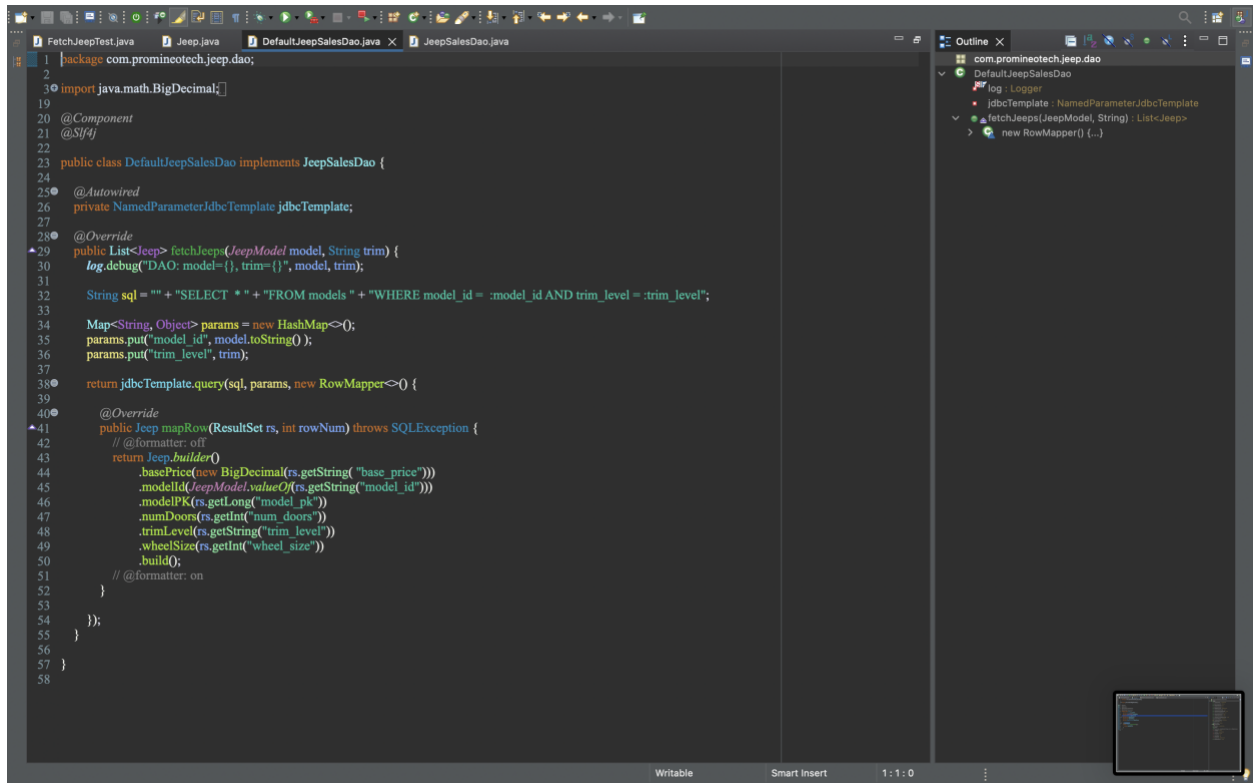 FetchJeepTest.java Jeep.java DefaultJeepSalesDao.java JeepSalesDao.java
1 package com.promineotech.jeep.dao;
2
3 import java.math.BigDecimal;
19
20 @Component
21 @Slf4j
22
23 public class DefaultJeepSalesDao implements JeepSalesDao {
24
25 @Autowired
26 private NamedParameterJdbcTemplate jdbcTemplate;
27
28 @Override
29 public List<Jeep> fetchJeeps(JeepModel model, String trim) {
30 log.debug("DAO: model={}, trim={}", model, trim);
31
32 String sql = "" + "SELECT * " + "FROM models " + "WHERE model_id = :model_id AND trim_level = :trim_level";
33
34 Map<String, Object> params = new HashMap<>();
35 params.put("model_id", model.toString() );
36 params.put("trim_level", trim);
37
38 return jdbcTemplate.query(sql, params, new RowMapper<>() {
39
40 @Override
41 public Jeep mapRow(ResultSet rs, int rowNum) throws SQLException {
42 // @formatter: off
43 return Jeep.builder()
44 .basePrice(new BigDecimal(rs.getString( "base_price")))
45 .modelId(JeepModel.valueOf(rs.getString("model_id")))
46 .modelPK(rs.getLong("model_pk"))
47 .numDoors(rs.getInt("num_doors"))
48 .trimLevel(rs.getString("trim_level"))
49 .wheelSize(rs.getInt("wheel_size"))
50 .build();
51 // @formatter: on
52 }
53
54 });
55 }
56
57 }
58
Outline
com.promineotech.jeep.dao
DefaultJeepSalesDao
log : Logger
jdbcTemplate : NamedParameterJdbcTemplate
fetchJeeps(JeepModel, String) : List<Jeep>
new RowMapper() {...}
Writable Smart Insert 1 : 1 : 0